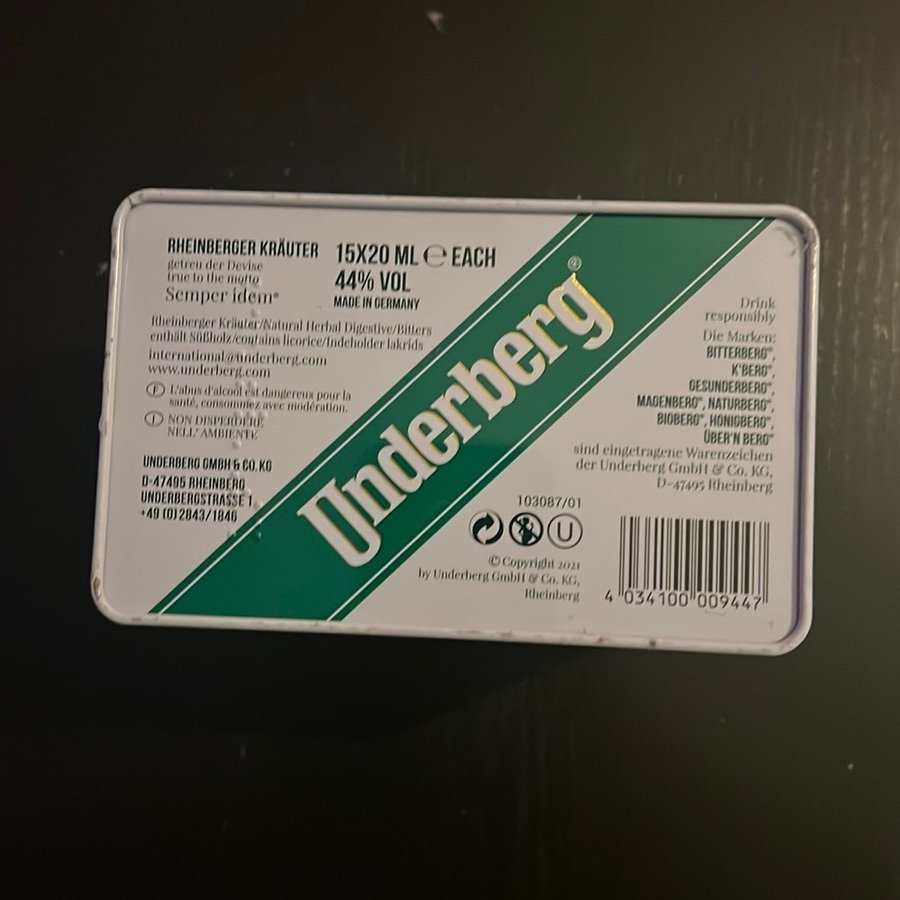 RHEINBERGER KRÄUTER
getreu der Devise
true to the motto
Semper idem®
15X20 ML ℮ EACH
44% VOL
MADE IN GERMANY
Rheinberger Kräuter/Natural Herbal Digestive/Bitters
enthält Süßholz/contains licorice/Indeholder lakrids
international@underberg.com
www.underberg.com
F L'abus d'alcool est dangereux pour la
santé, consommez avec modération.
I NON DISPERDERE
NELL' AMBIENTE
UNDERBERG GMBH & CO. KG
D-47495 RHEINBERG
UNDERBERGSTRASSE 1
+49 (0) 2843/1846
Underberg®
Drink
responsibly
Die Marken:
BITTERBERG®,
K'BERG®,
GESUNDERBERG®,
MAGENBERG®, NATURBERG®,
BIOBERG®, HONIGBERG®,
ÜBER'N BERG®
sind eingetragene Warenzeichen
der Underberg GmbH & Co. KG,
D-47495 Rheinberg
103087/01
U
© Copyright 2021
by Underberg GmbH & Co. KG,
Rheinberg
4 034100 009447